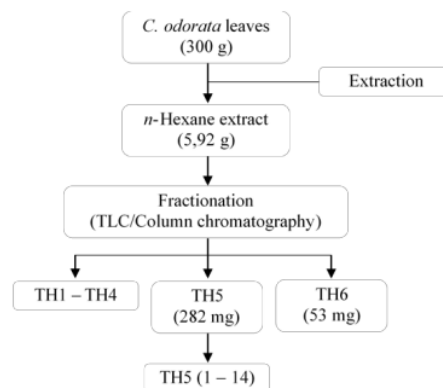 C. odorata leaves
(300 g)
Extraction
n-Hexane extract
(5,92 g)
Fractionation
(TLC/Column chromatography)
TH1 – TH4
TH5
(282 mg)
TH6
(53 mg)
TH5 (1 – 14)